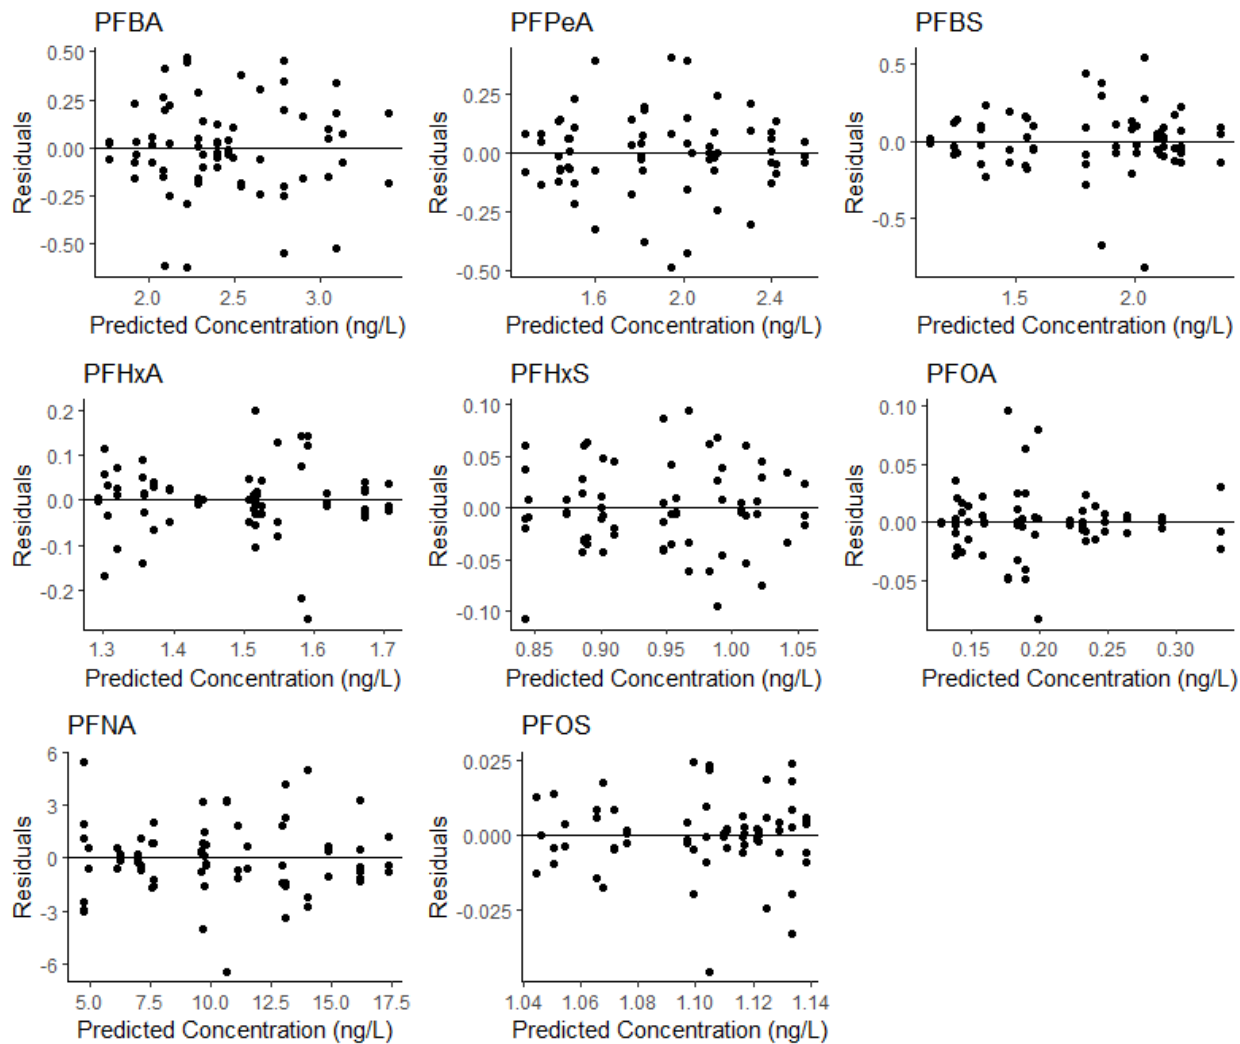 PFBA
0.50
0.25
0.00
-0.25
-0.50
Residuals
2.0 2.5 3.0
Predicted Concentration (ng/L)
PFPeA
0.25
0.00
-0.25
-0.50
Residuals
1.6 2.0 2.4
Predicted Concentration (ng/L)
PFBS
0.5
0.0
-0.5
Residuals
1.5 2.0
Predicted Concentration (ng/L)
PFHxA
0.2
0.1
0.0
-0.1
-0.2
Residuals
1.3 1.4 1.5 1.6 1.7
Predicted Concentration (ng/L)
PFHxS
0.10
0.05
0.00
-0.05
-0.10
Residuals
0.85 0.90 0.95 1.00 1.05
Predicted Concentration (ng/L)
PFOA
0.10
0.05
0.00
-0.05
Residuals
0.15 0.20 0.25 0.30
Predicted Concentration (ng/L)
PFNA
6
3
0
-3
-6
Residuals
5.0 7.5 10.0 12.5 15.0 17.5
Predicted Concentration (ng/L)
PFOS
0.025
0.000
-0.025
Residuals
1.04 1.06 1.08 1.10 1.12 1.14
Predicted Concentration (ng/L)